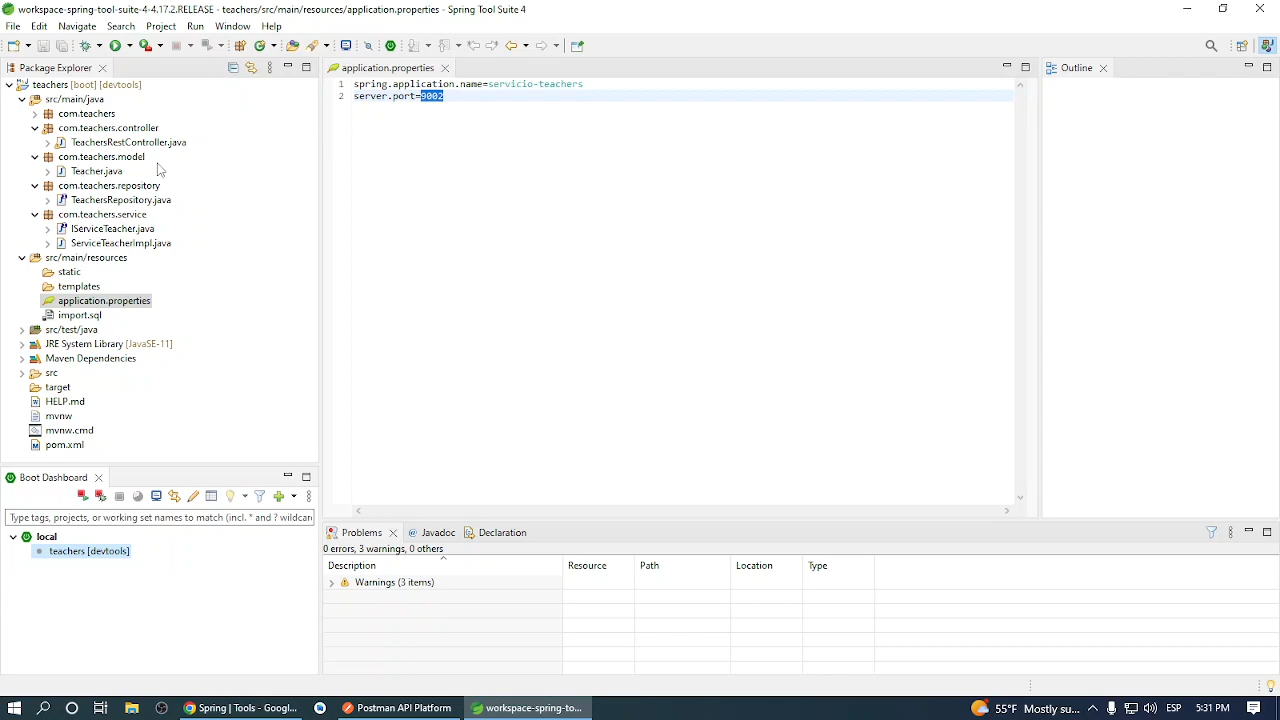 workspace-spring-tool-suite-4-4.17.2.RELEASE - teachers/src/main/resources/application.properties - Spring Tool Suite 4
File Edit Navigate Search Project Run Window Help
Package Explorer
application.properties
Outline
teachers [boot] [devtools]
src/main/java
com.teachers
com.teachers.controller
TeachersRestController.java
com.teachers.model
Teacher.java
com.teachers.repository
TeachersRepository.java
com.teachers.service
IServiceTeacher.java
ServiceTeacherImpl.java
src/main/resources
static
templates
application.properties
import.sql
src/test/java
JRE System Library [JavaSE-11]
Maven Dependencies
src
target
HELP.md
mvnw
mvnw.cmd
pom.xml
1 spring.application.name=servicio-teachers
2 server.port=9002
Boot Dashboard
Type tags, projects, or working set names to match (incl. * and ? wildcar
local
teachers [devtools]
Problems @ Javadoc Declaration
0 errors, 3 warnings, 0 others
Description Resource Path Location Type
Warnings (3 items)
Spring | Tools - Googl...
Postman API Platform
workspace-spring-to...
55°F Mostly su...
ESP
5:31 PM